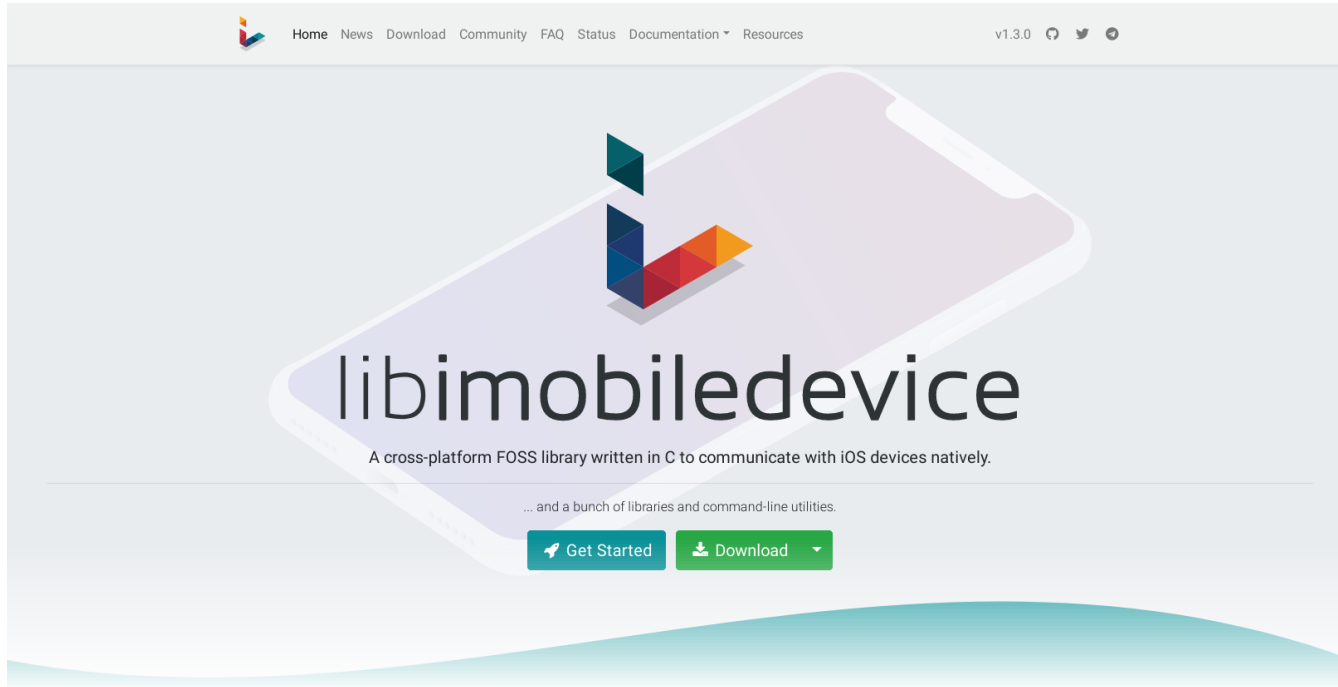 Home News Download Community FAQ Status Documentation Resources v1.3.0
libimobiledevice
A cross-platform FOSS library written in C to communicate with iOS devices natively.
... and a bunch of libraries and command-line utilities.
Get Started Download